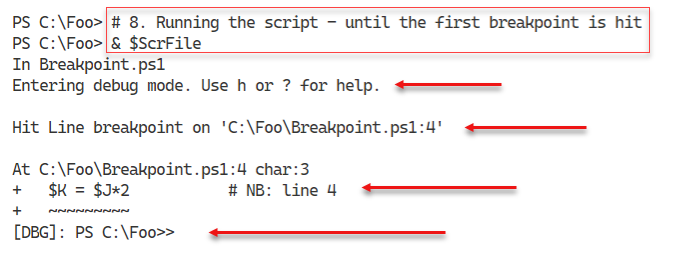 PS C:\Foo> # 8. Running the script – until the first breakpoint is hit
PS C:\Foo> & $ScrFile
In Breakpoint.ps1
Entering debug mode. Use h or ? for help.
Hit Line breakpoint on 'C:\Foo\Breakpoint.ps1:4'
At C:\Foo\Breakpoint.ps1:4 char:3
+   $K = $J*2          # NB: line 4
+   ~~~~~~~~~
[DBG]: PS C:\Foo>>